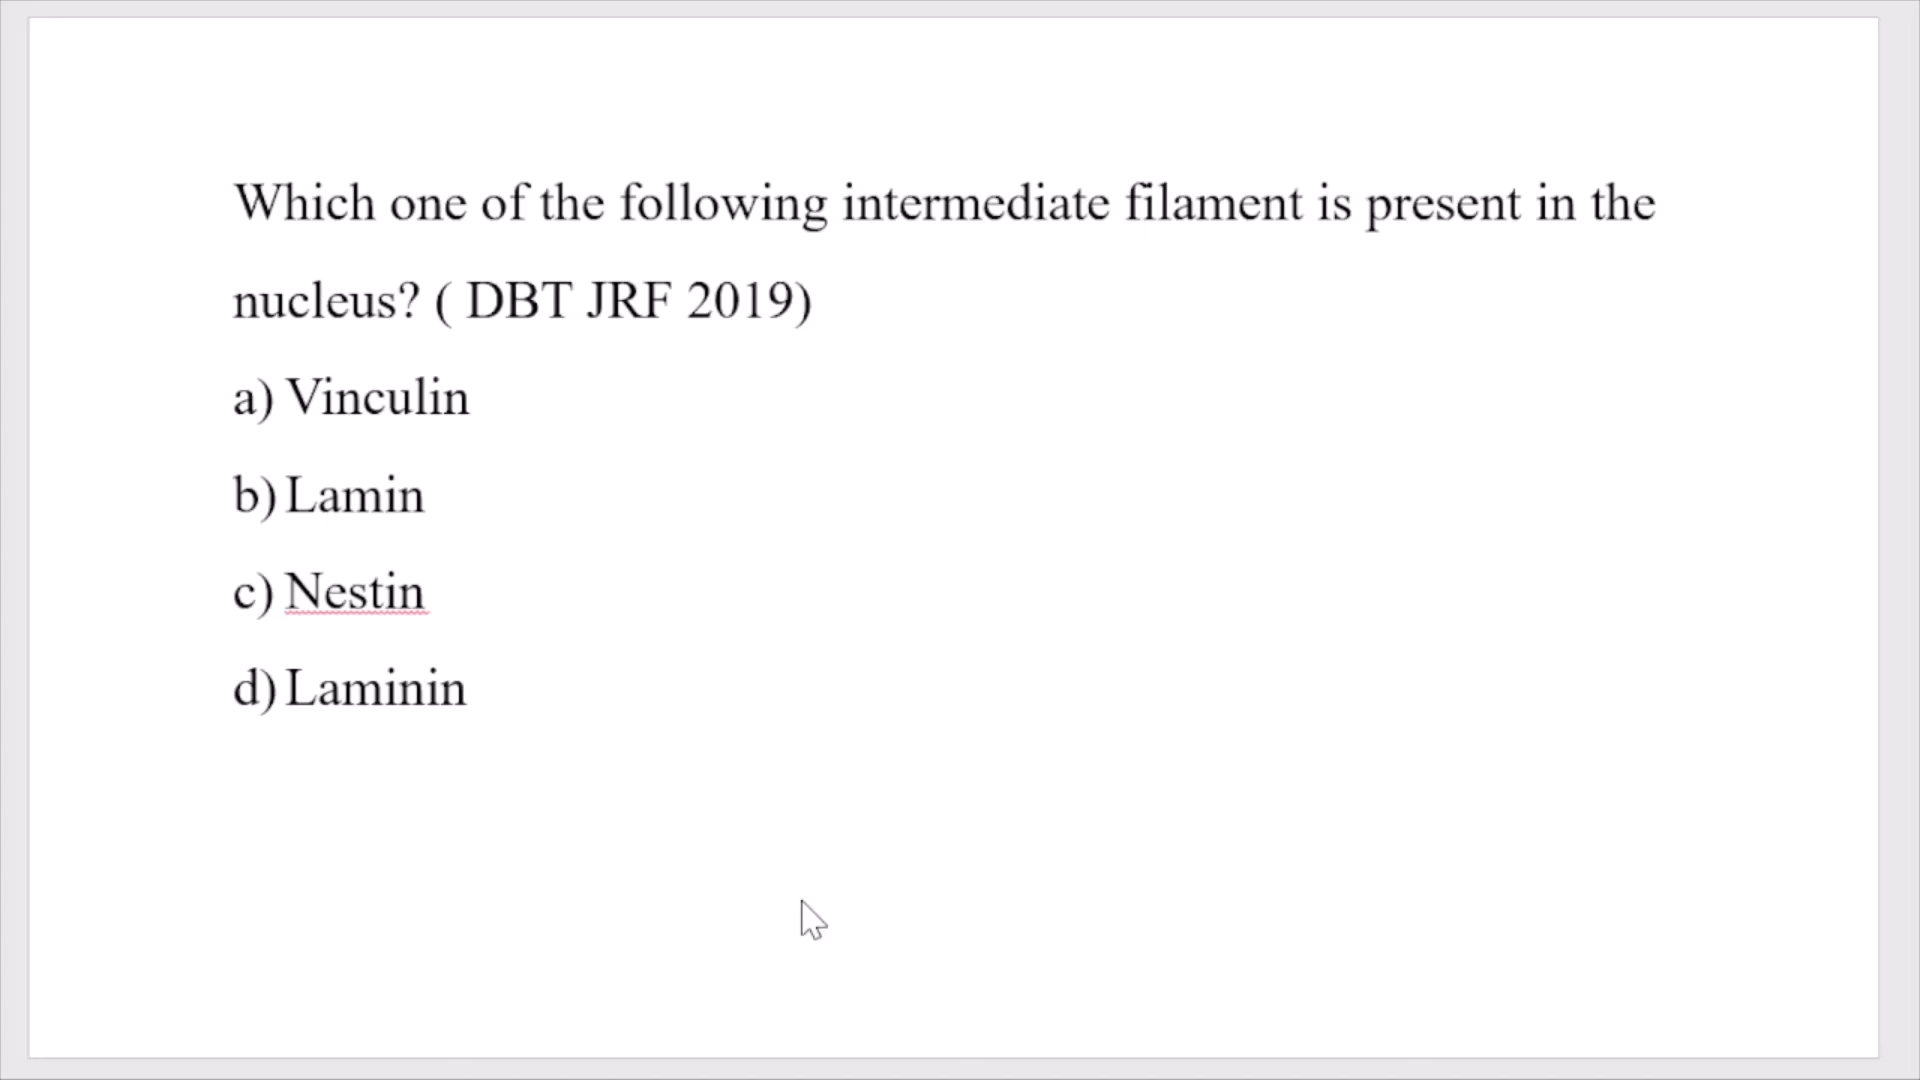 Which one of the following intermediate filament is present in the
nucleus? ( DBT JRF 2019)
a) Vinculin
b) Lamin
c) Nestin
d) Laminin